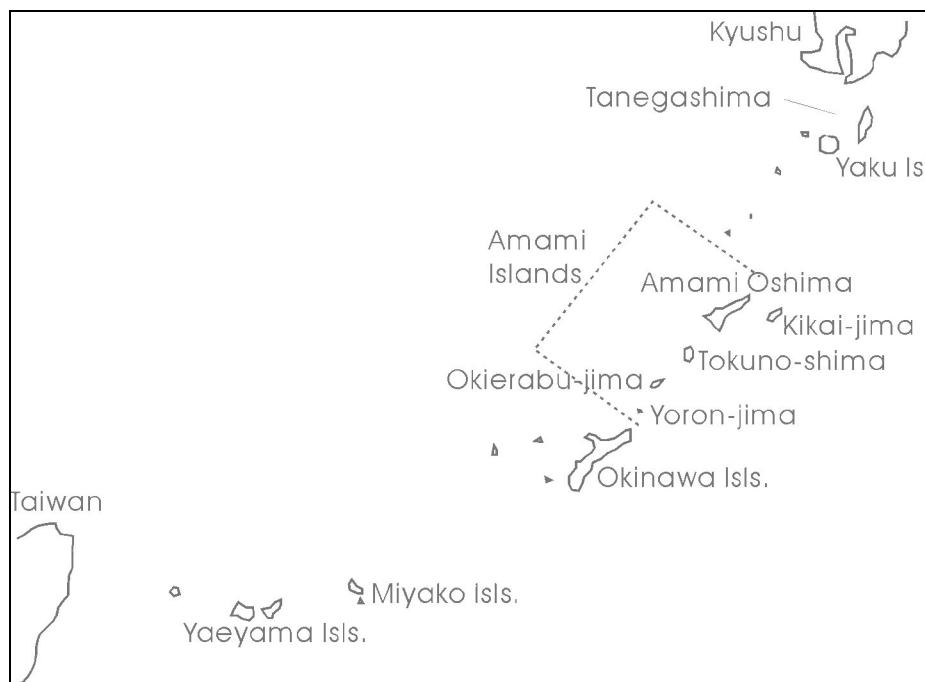 Kyushu
Tanegashima
Yaku Is
Amami
Islands
Amami Oshima
Kikai-jima
Tokuno-shima
Okierabu-jima
Yoron-jima
Okinawa Isls.
Taiwan
Miyako Isls.
Yaeyama Isls.